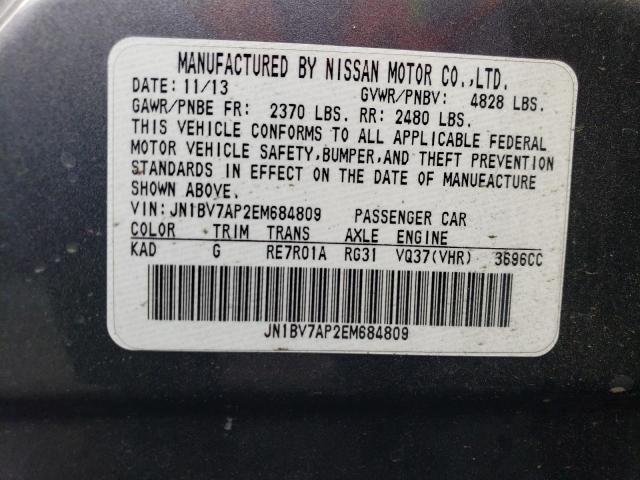 MANUFACTURED BY NISSAN MOTOR CO.,LTD.
DATE: 11/13 GVWR/PNBV: 4828 LBS.
GAWR/PNBE FR: 2370 LBS. RR: 2480 LBS.
THIS VEHICLE CONFORMS TO ALL APPLICABLE FEDERAL
MOTOR VEHICLE SAFETY,BUMPER,AND THEFT PREVENTION
STANDARDS IN EFFECT ON THE DATE OF MANUFACTURE
SHOWN ABOVE.
VIN:JN1BV7AP2EM684809 PASSENGER CAR
COLOR TRIM TRANS AXLE ENGINE
KAD G RE7R01A RG31 VQ37(VHR) 3696CC
JN1BV7AP2EM684809